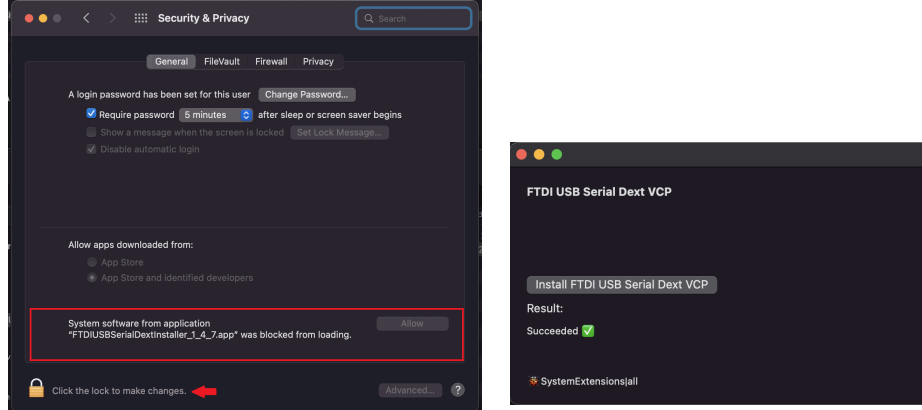 Security & Privacy
Search
General FileVault Firewall Privacy
A login password has been set for this user Change Password...
Require password 5 minutes after sleep or screen saver begins
Show a message when the screen is locked Set Lock Message...
Disable automatic login
Allow apps downloaded from:
App Store
App Store and identified developers
System software from application Allow
"FTDIUSBSerialDextInstaller_1_4_7.app" was blocked from loading.
Click the lock to make changes.
Advanced... ?
FTDI USB Serial Dext VCP
Install FTDI USB Serial Dext VCP
Result:
Succeeded ✅
SystemExtensions|all